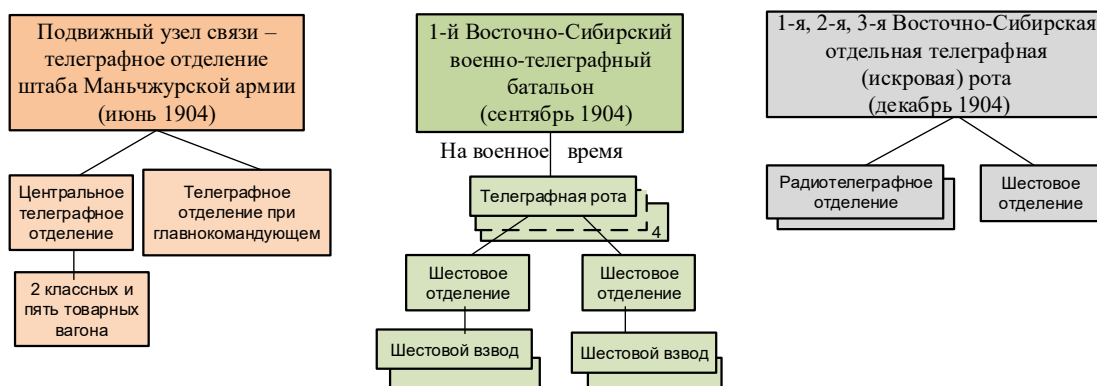 Подвижный узел связи –
телеграфное отделение
штаба Маньчжурской армии
(июнь 1904)
Центральное
телеграфное
отделение
Телеграфное
отделение при
главнокомандующем
2 классных и
пять товарных
вагона
1-й Восточно-Сибирский
военно-телеграфный
батальон
(сентябрь 1904)
На военное время
Телеграфная рота
4
Шестовое
отделение
Шестовое
отделение
Шестовой взвод
Шестовой взвод
1-я, 2-я, 3-я Восточно-Сибирская
отдельная телеграфная
(искровая) рота
(декабрь 1904)
Радиотелеграфное
отделение
Шестовое
отделение